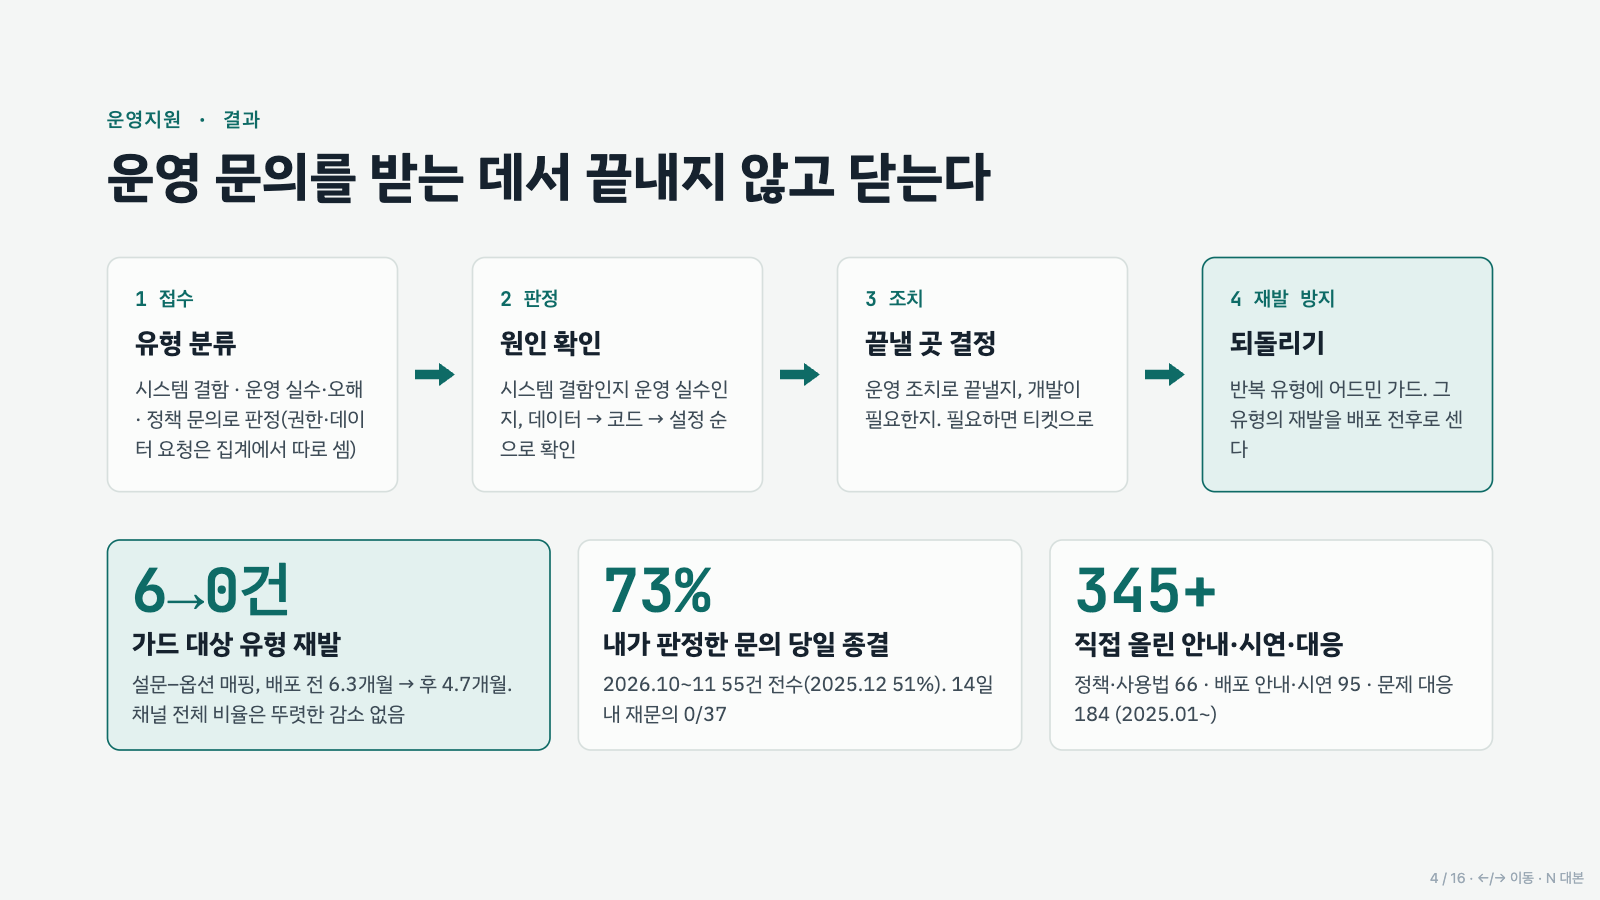 운영지원 · 결과
운영 문의를 받는 데서 끝내지 않고 닫는다
1 접수
유형 분류
시스템 결함 · 운영 실수·오해
· 정책 문의로 판정(권한·데이
터 요청은 집계에서 따로 셈)
2 판정
원인 확인
시스템 결함인지 운영 실수인
지, 데이터 → 코드 → 설정 순
으로 확인
3 조치
끝낼 곳 결정
운영 조치로 끝낼지, 개발이
필요한지. 필요하면 티켓으로
4 재발 방지
되돌리기
반복 유형에 어드민 가드. 그
유형의 재발을 배포 전후로 센
다
6→0건
가드 대상 유형 재발
설문–옵션 매핑, 배포 전 6.3개월 → 후 4.7개월.
채널 전체 비율은 뚜렷한 감소 없음
73%
내가 판정한 문의 당일 종결
2026.10~11 55건 전수(2025.12 51%). 14일
내 재문의 0/37
345+
직접 올린 안내·시연·대응
정책·사용법 66 · 배포 안내·시연 95 · 문제 대응
184 (2025.01~)
4 / 16 · ←/→ 이동 · N 대본